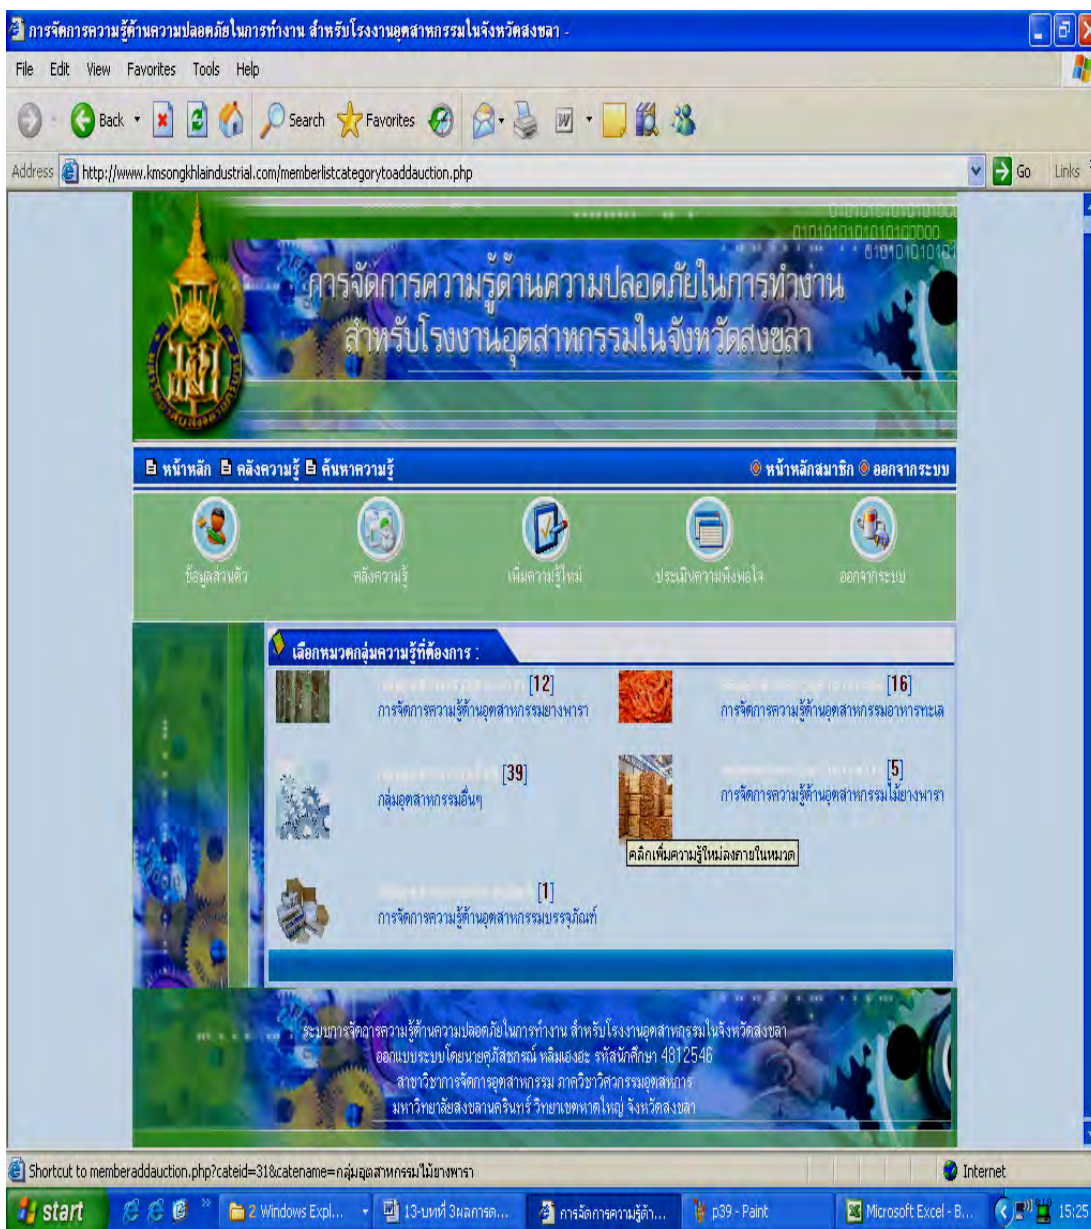 การจัดการความรู้ด้านความปลอดภัยในการทำงาน สำหรับโรงงานอุตสาหกรรมในจังหวัดสงขลา -
File Edit View Favorites Tools Help
Back Search Favorites
Address http://www.kmsongkhlaindustrial.com/memberlistcategorytoaddauction.php Go Links
การจัดการความรู้ด้านความปลอดภัยในการทำงาน
สำหรับโรงงานอุตสาหกรรมในจังหวัดสงขลา
หน้าหลัก คลังความรู้ ค้นหาความรู้ หน้าหลักสมาชิก ออกจากระบบ
ข้อมูลส่วนตัว คลังความรู้ เพิ่มความรู้ใหม่ ประเมินความพึงพอใจ ออกจากระบบ
เลือกหมวดกลุ่มความรู้ที่ต้องการ :
[12] [16]
การจัดการความรู้ด้านอุตสาหกรรมยางพารา การจัดการความรู้ด้านอุตสาหกรรมอาหารทะเล
[39] [5]
กลุ่มอุตสาหกรรมอื่นๆ การจัดการความรู้ด้านอุตสาหกรรมไม้ยางพารา
คลิกเพิ่มความรู้ใหม่ลงภายในหมวด
[1]
การจัดการความรู้ด้านอุตสาหกรรมบรรจุภัณฑ์
ระบบการจัดการความรู้ด้านความปลอดภัยในการทำงาน สำหรับโรงงานอุตสาหกรรมในจังหวัดสงขลา
ออกแบบระบบโดยนายศุภัสชกรณ์ หลิมเฮงฮะ รหัสนักศึกษา 4812546
สาขาวิชาการจัดการอุตสาหกรรม ภาควิชาวิศวกรรมอุตสหการ
มหาวิทยาลัยสงขลานครินทร์ วิทยาเขตหาดใหญ่ จังหวัดสงขลา
Shortcut to memberaddauction.php?cateid=31&catename=กลุ่มอุตสาหกรรมไม้ยางพารา Internet
start 2 Windows Expl... 13-บทที่ 3ผลการด... การจัดการความรู้ด้า... p39 - Paint Microsoft Excel - B... 15:25